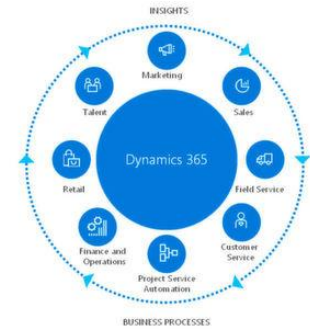 INSIGHTS
Marketing
Talent
Sales
Dynamics 365
Retail
Field Service
Finance and
Operations
Customer
Service
Project Service
Automation
BUSINESS PROCESSES